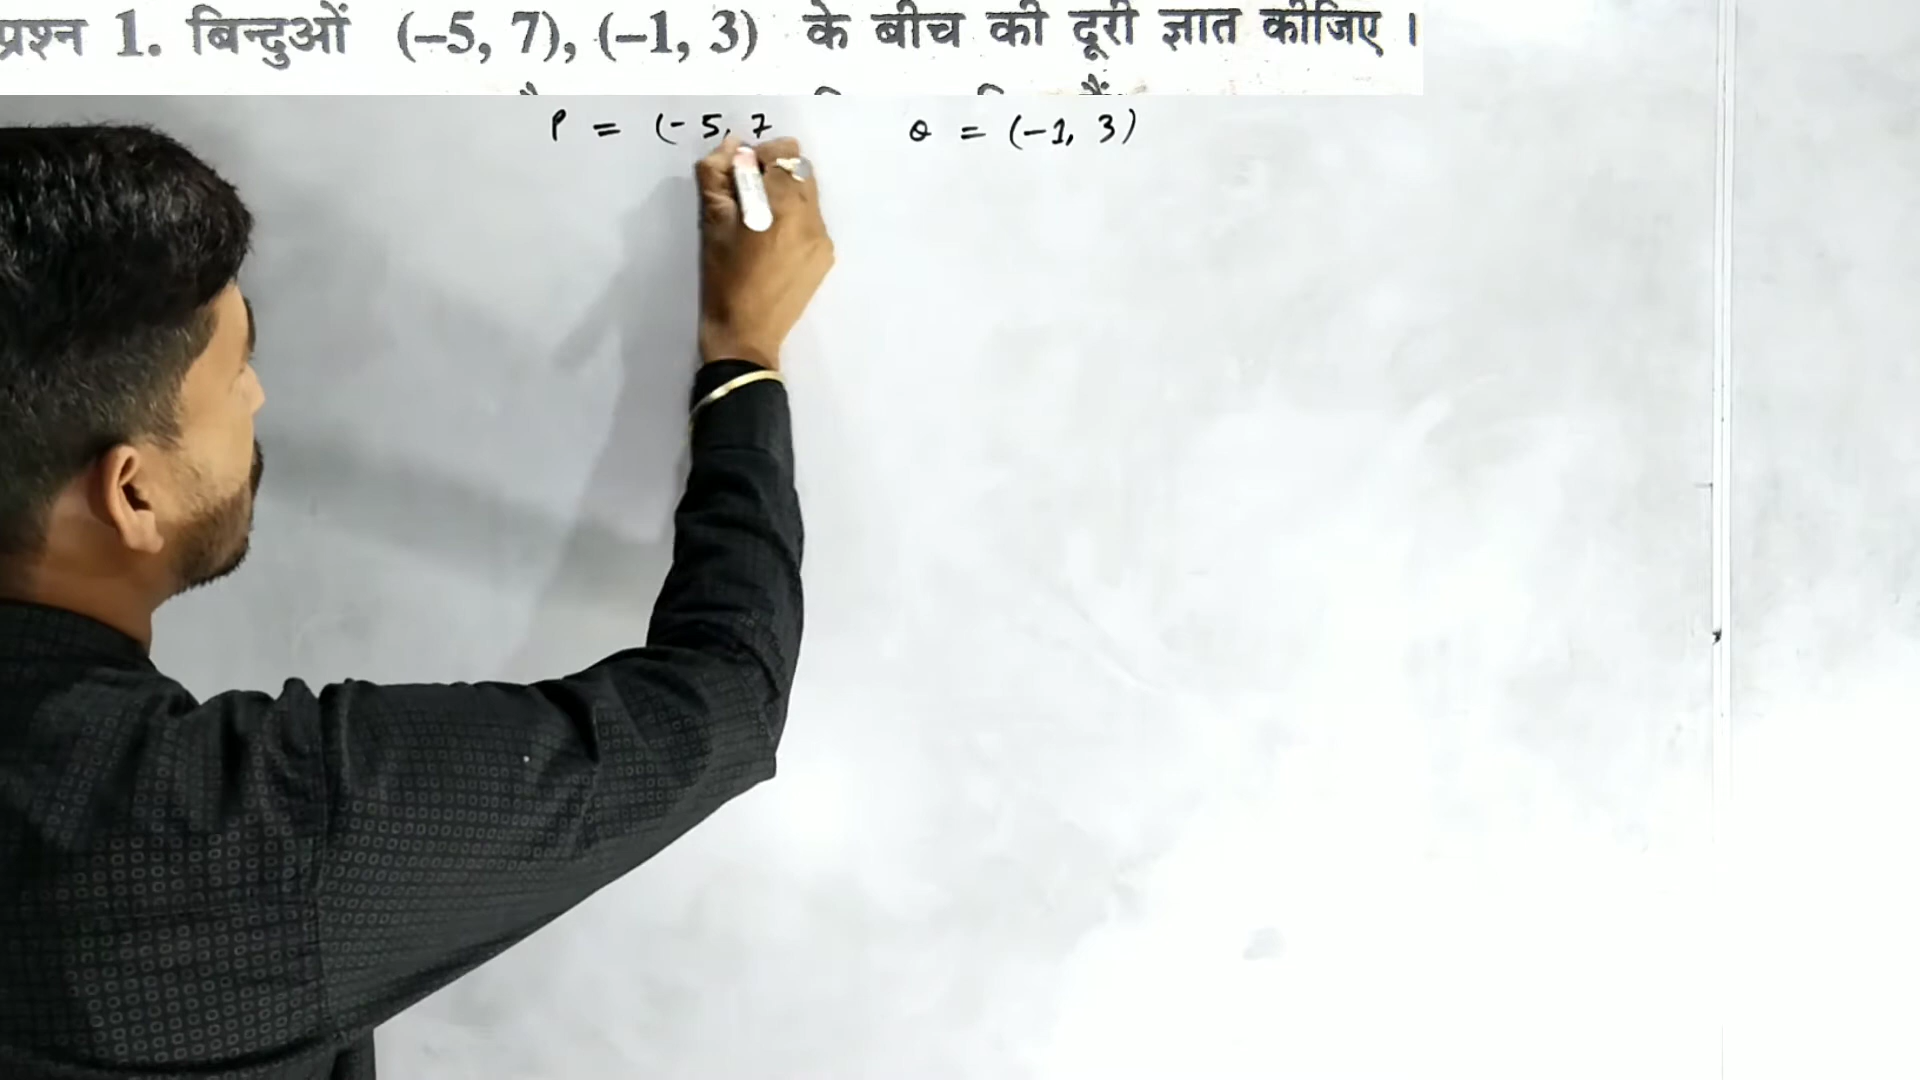 प्रश्न 1. बिन्दुओं (–5, 7), (–1, 3) के बीच की दूरी ज्ञात कीजिए ।
P = (- 5, 7 Q = (-1, 3)